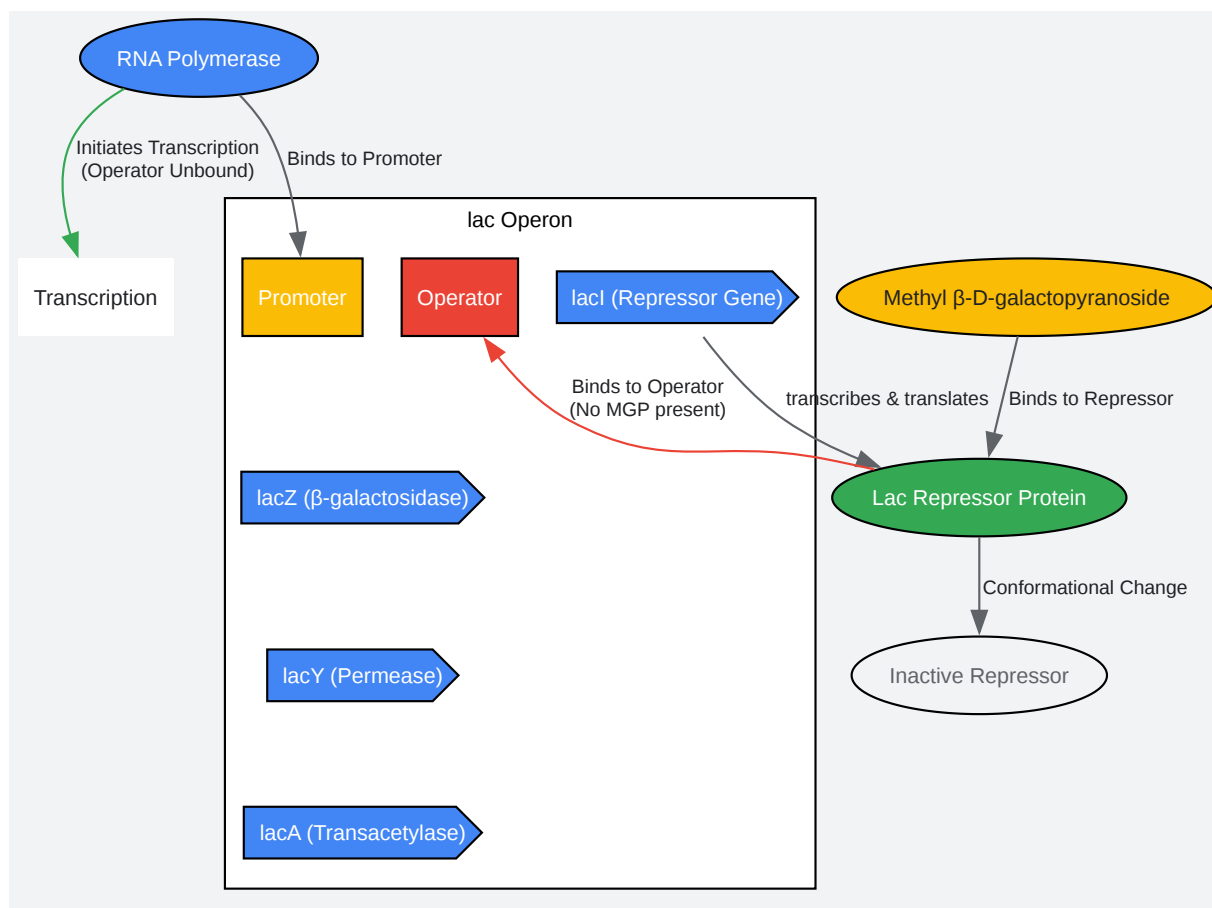 RNA Polymerase
Initiates Transcription
(Operator Unbound)
Binds to Promoter
lac Operon
Transcription
Promoter
Operator
lacI (Repressor Gene)
Methyl β-D-galactopyranoside
Binds to Operator
(No MGP present)
transcribes & translates
Binds to Repressor
lacZ (β-galactosidase)
Lac Repressor Protein
Conformational Change
lacY (Permease)
Inactive Repressor
lacA (Transacetylase)